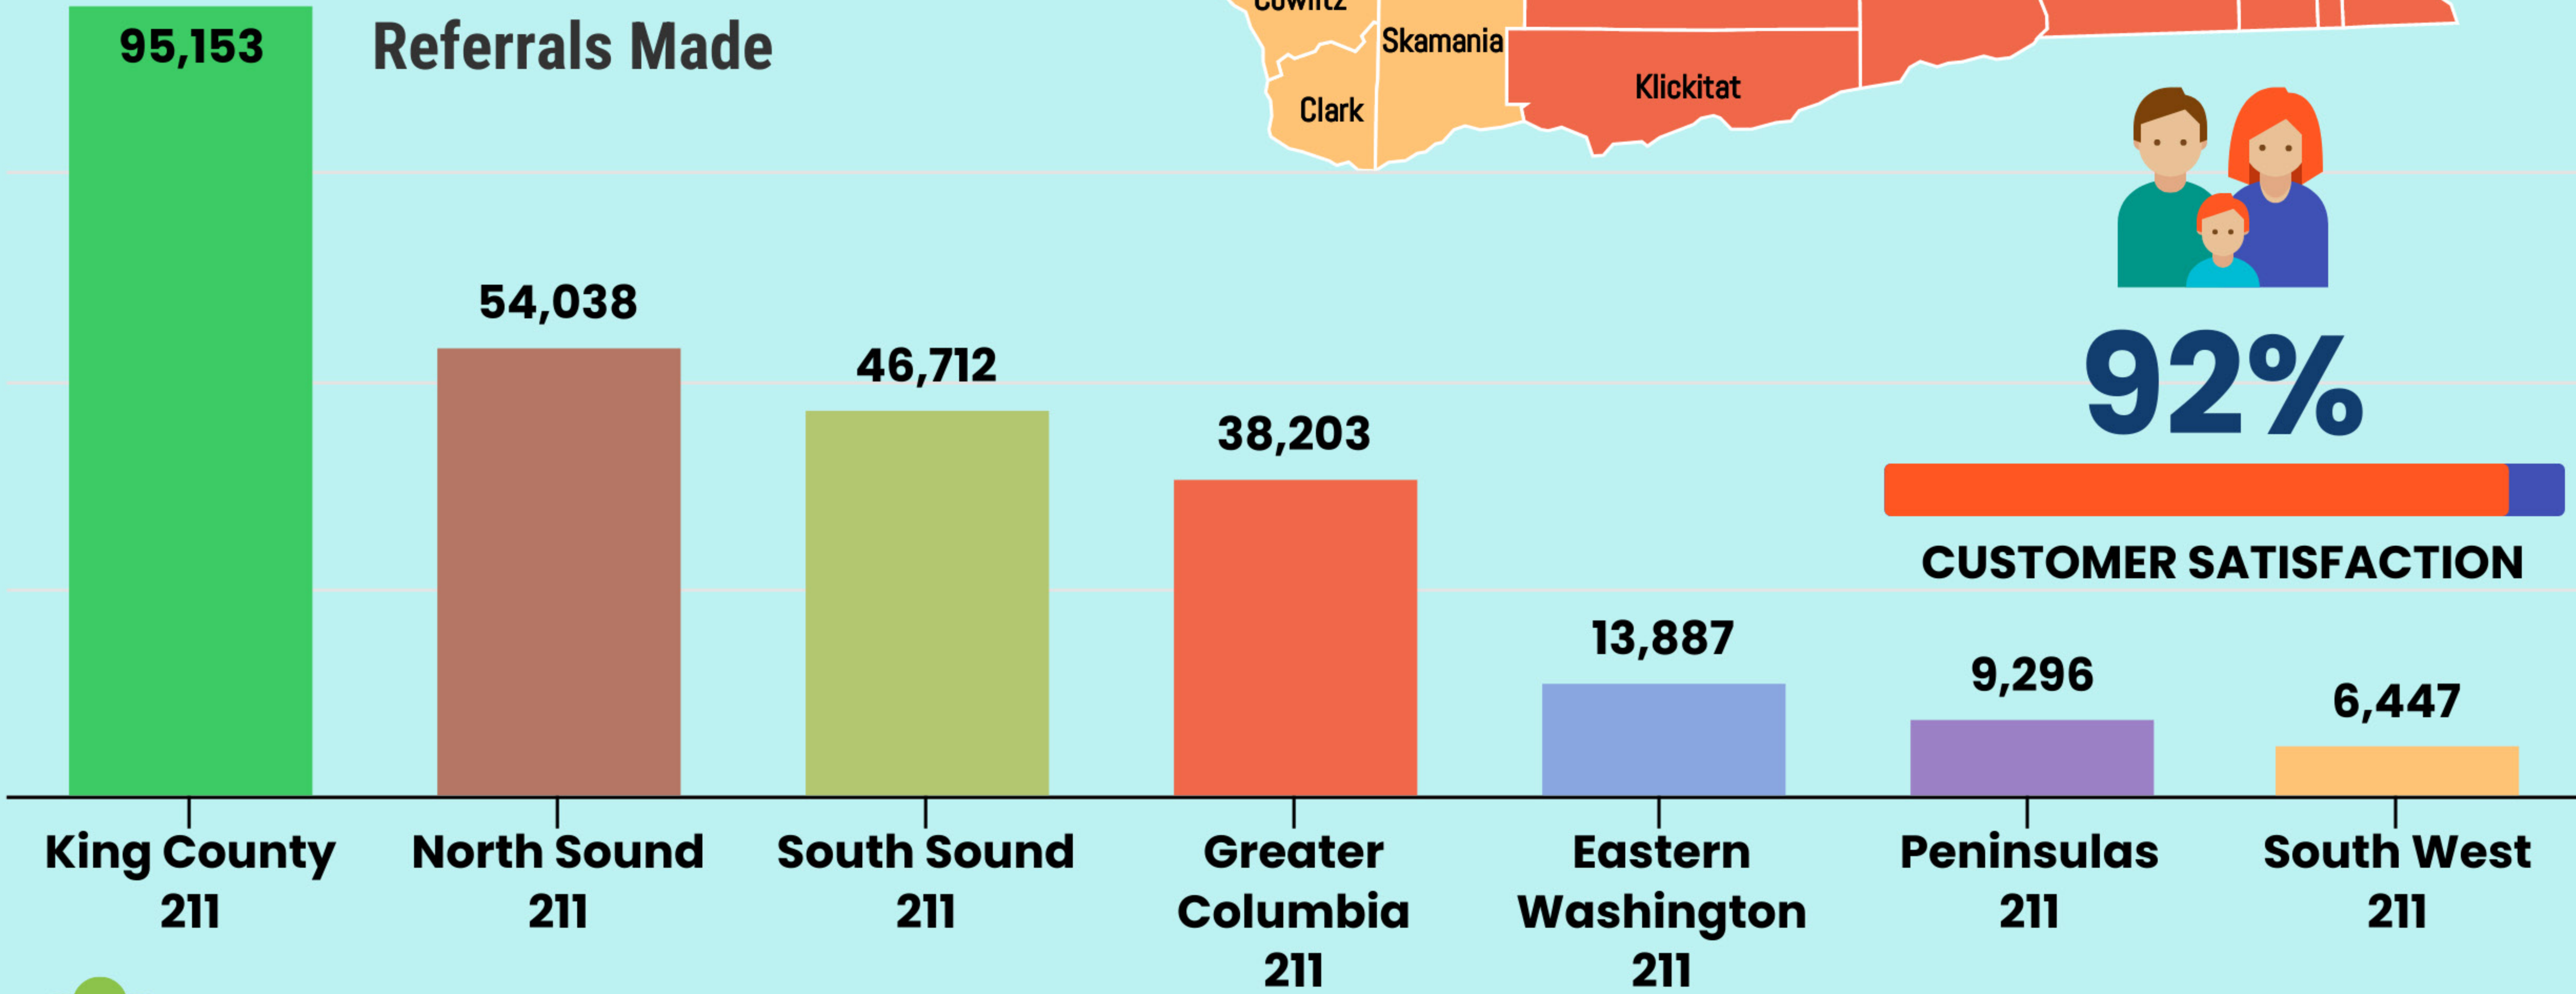 Cowlitz
95,153
Referrals Made
Skamania
Klickitat
Clark
54,038
46,712
38,203
92%
CUSTOMER SATISFACTION
13,887
9,296
6,447
King County
211
North Sound
211
South Sound
211
Greater
Columbia
211
Eastern
Washington
211
Peninsulas
211
South West
211